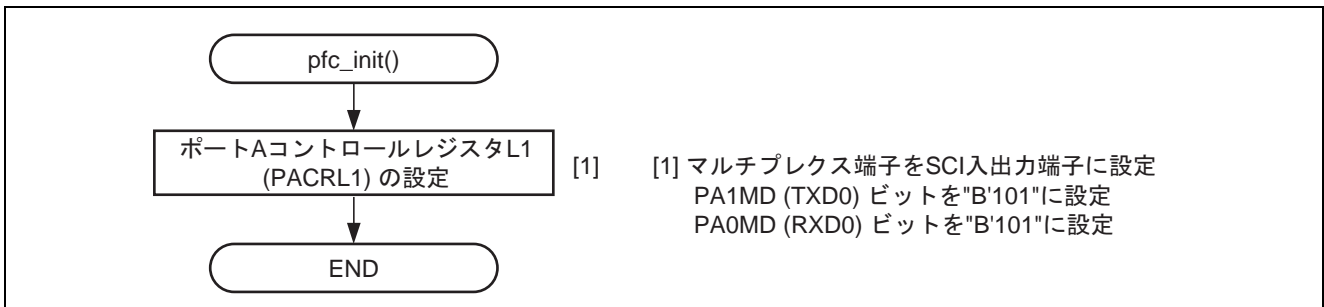 pfc_init()
ポートAコントロールレジスタL1
(PACRL1) の設定
[1]
[1] マルチプレクス端子をSCI入出力端子に設定
PA1MD (TXD0) ビットを"B'101"に設定
PA0MD (RXD0) ビットを"B'101"に設定
END